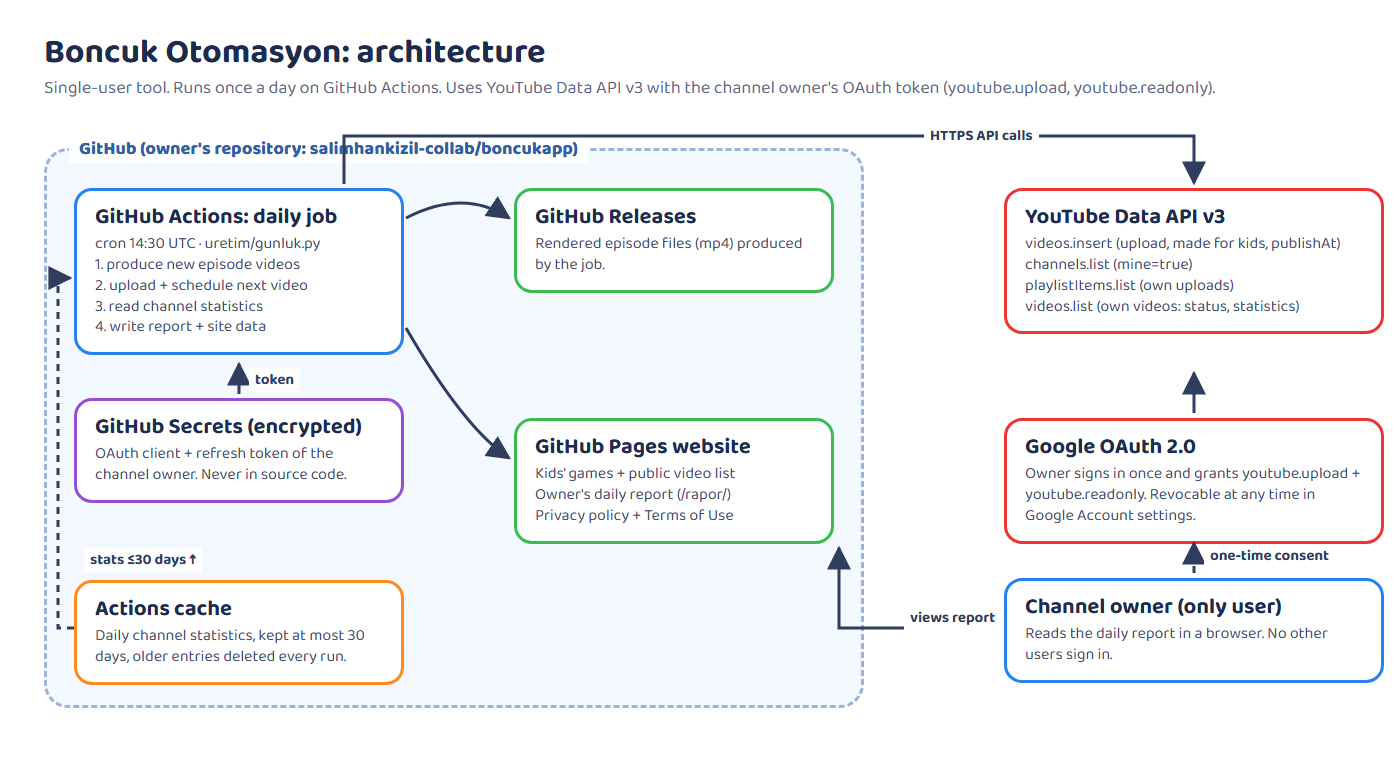 Boncuk Otomasyon: architecture
Single-user tool. Runs once a day on GitHub Actions. Uses YouTube Data API v3 with the channel owner's OAuth token (youtube.upload, youtube.readonly).
HTTPS API calls
GitHub (owner's repository: salimhankizil-collab/boncukapp)
GitHub Actions: daily job
cron 14:30 UTC · uretim/gunluk.py
1. produce new episode videos
2. upload + schedule next video
3. read channel statistics
4. write report + site data
GitHub Releases
Rendered episode files (mp4) produced
by the job.
YouTube Data API v3
videos.insert (upload, made for kids, publishAt)
channels.list (mine=true)
playlistItems.list (own uploads)
videos.list (own videos: status, statistics)
token
GitHub Secrets (encrypted)
OAuth client + refresh token of the
channel owner. Never in source code.
GitHub Pages website
Kids' games + public video list
Owner's daily report (/rapor/)
Privacy policy + Terms of Use
Google OAuth 2.0
Owner signs in once and grants youtube.upload +
youtube.readonly. Revocable at any time in
Google Account settings.
stats ≤30 days ↑
one-time consent
Actions cache
Daily channel statistics, kept at most 30
days, older entries deleted every run.
views report
Channel owner (only user)
Reads the daily report in a browser. No other
users sign in.